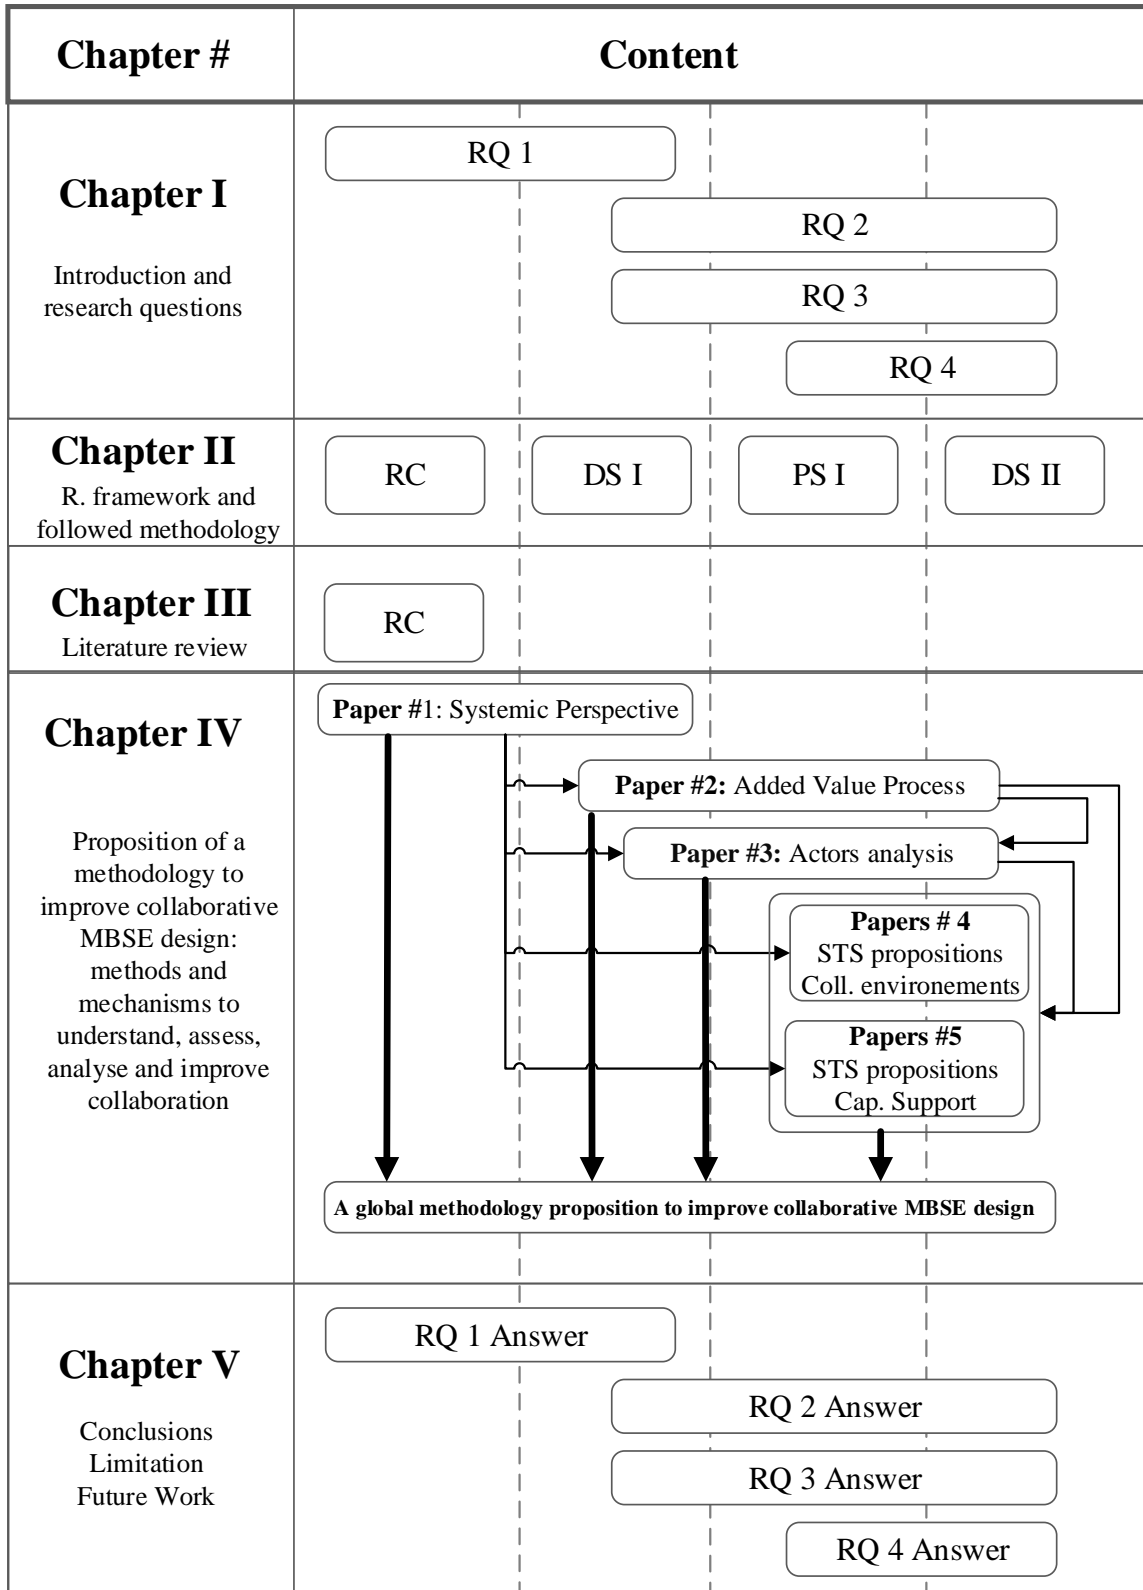 Chapter #
Content
Chapter I
Introduction and
research questions
RQ 1
RQ 2
RQ 3
RQ 4
Chapter II
R. framework and
followed methodology
RC
DS I
PS I
DS II
Chapter III
Literature review
RC
Chapter IV
Proposition of a
methodology to
improve collaborative
MBSE design:
methods and
mechanisms to
understand, assess,
analyse and improve
collaboration
Paper #1: Systemic Perspective
Paper #2: Added Value Process
Paper #3: Actors analysis
Papers # 4
STS propositions
Coll. environements
Papers #5
STS propositions
Cap. Support
A global methodology proposition to improve collaborative MBSE design
Chapter V
Conclusions
Limitation
Future Work
RQ 1 Answer
RQ 2 Answer
RQ 3 Answer
RQ 4 Answer